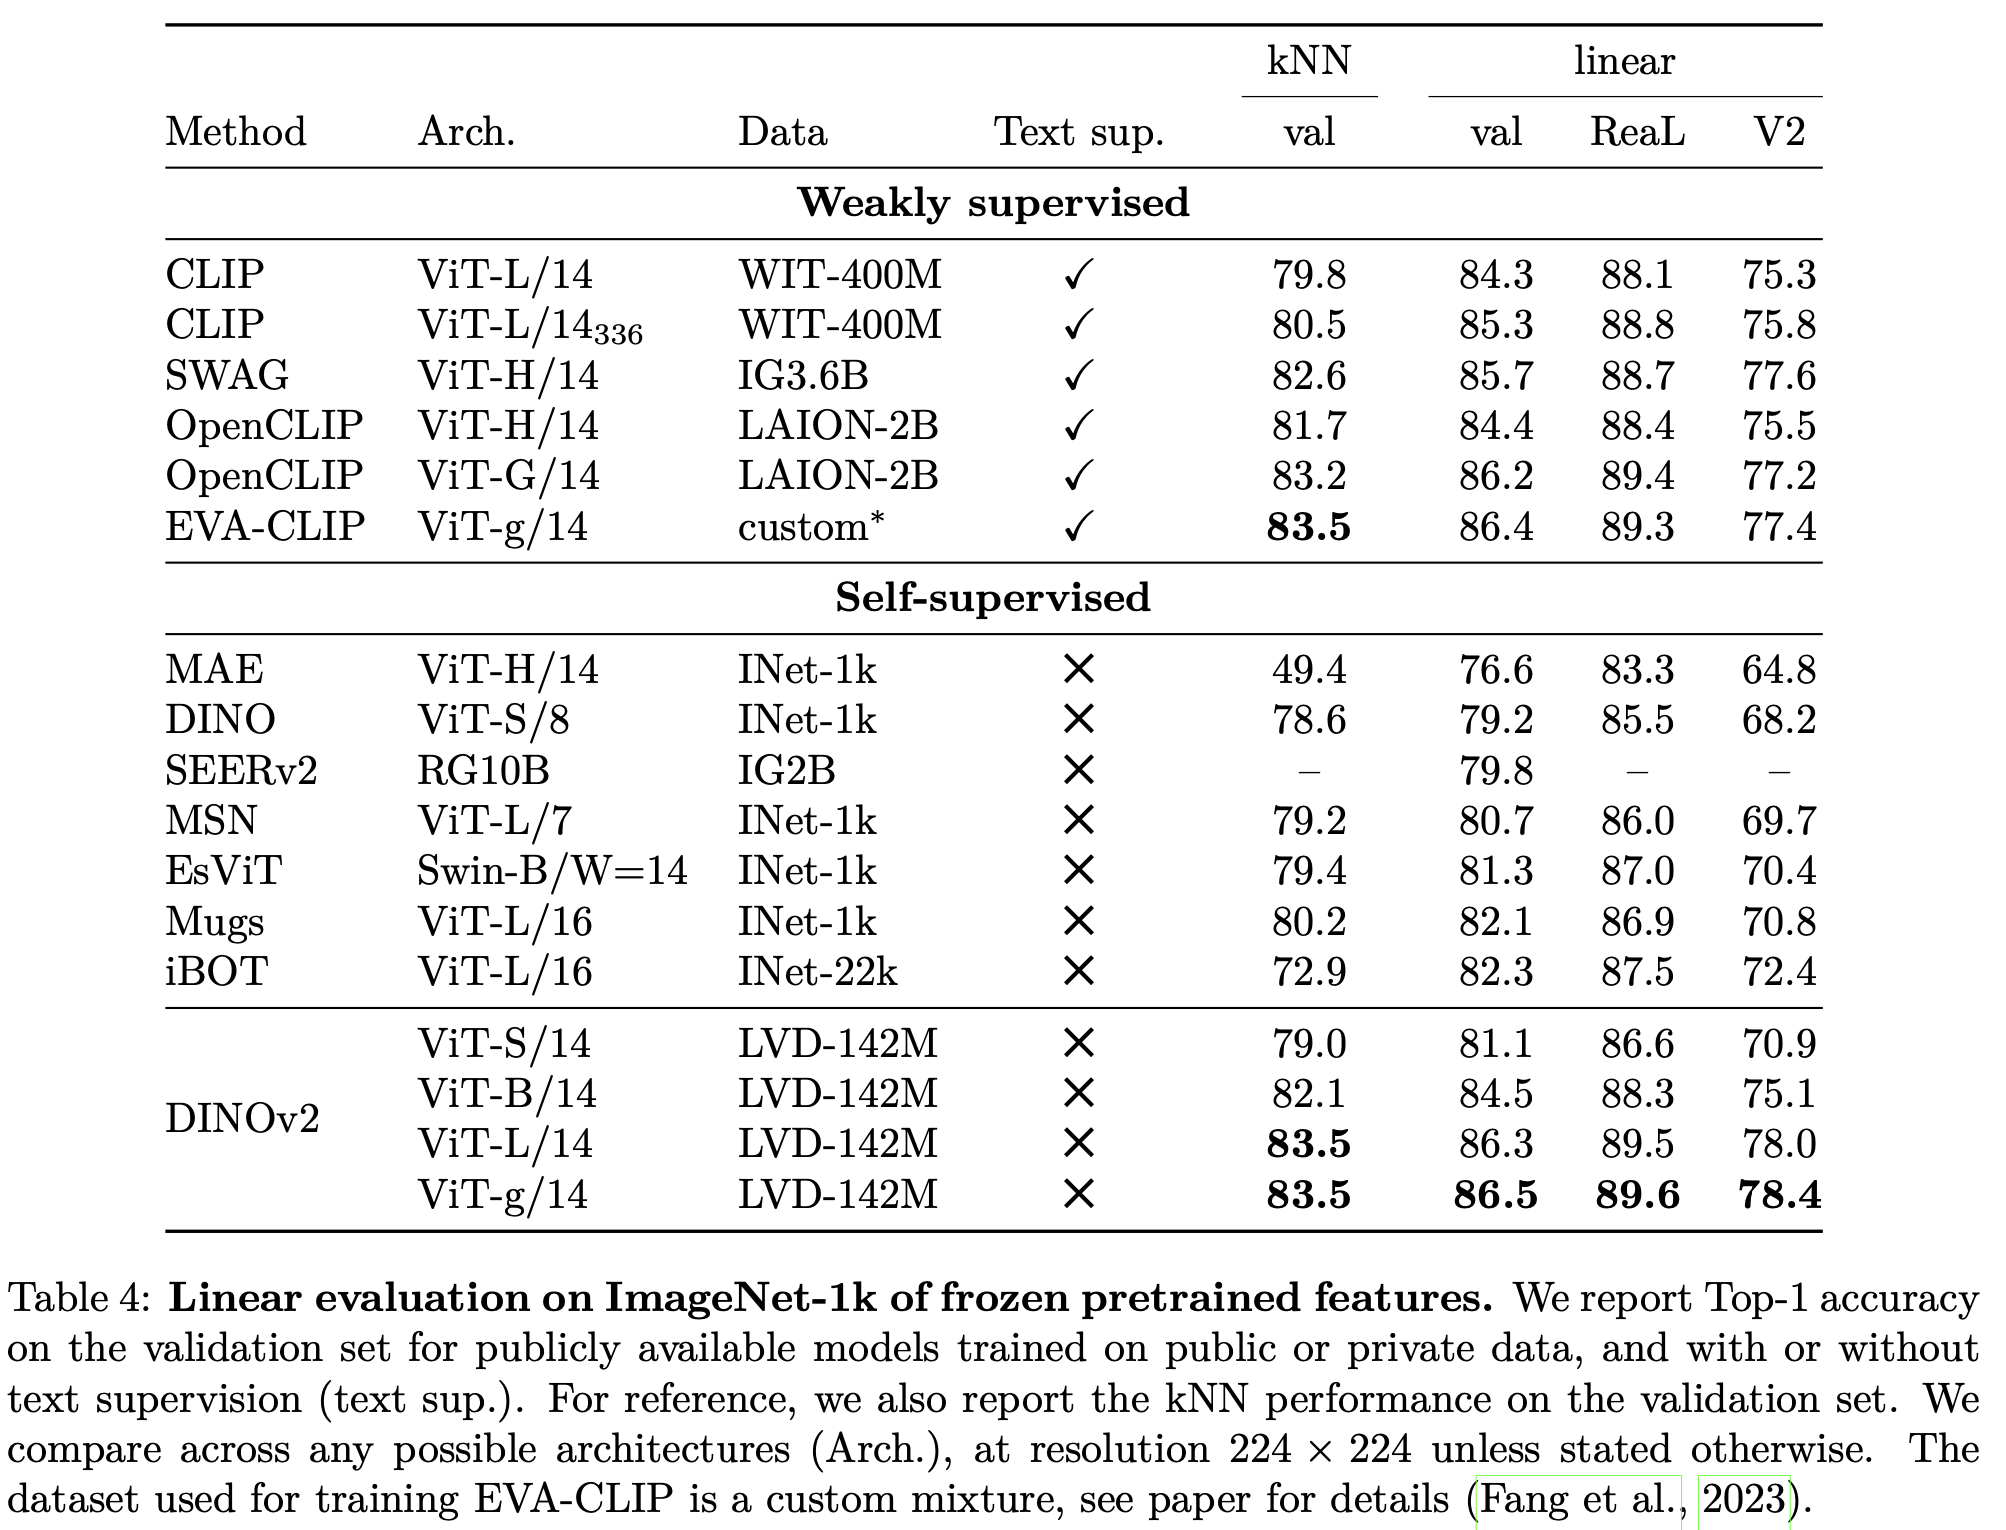 kNN linear
Method Arch. Data Text sup. val val ReaL V2
Weakly supervised
CLIP ViT-L/14 WIT-400M ✓ 79.8 84.3 88.1 75.3
CLIP ViT-L/14336 WIT-400M ✓ 80.5 85.3 88.8 75.8
SWAG ViT-H/14 IG3.6B ✓ 82.6 85.7 88.7 77.6
OpenCLIP ViT-H/14 LAION-2B ✓ 81.7 84.4 88.4 75.5
OpenCLIP ViT-G/14 LAION-2B ✓ 83.2 86.2 89.4 77.2
EVA-CLIP ViT-g/14 custom* ✓ 83.5 86.4 89.3 77.4
Self-supervised
MAE ViT-H/14 INet-1k ✗ 49.4 76.6 83.3 64.8
DINO ViT-S/8 INet-1k ✗ 78.6 79.2 85.5 68.2
SEERv2 RG10B IG2B ✗ – 79.8 – –
MSN ViT-L/7 INet-1k ✗ 79.2 80.7 86.0 69.7
EsViT Swin-B/W=14 INet-1k ✗ 79.4 81.3 87.0 70.4
Mugs ViT-L/16 INet-1k ✗ 80.2 82.1 86.9 70.8
iBOT ViT-L/16 INet-22k ✗ 72.9 82.3 87.5 72.4
DINOv2
ViT-S/14 LVD-142M ✗ 79.0 81.1 86.6 70.9
ViT-B/14 LVD-142M ✗ 82.1 84.5 88.3 75.1
ViT-L/14 LVD-142M ✗ 83.5 86.3 89.5 78.0
ViT-g/14 LVD-142M ✗ 83.5 86.5 89.6 78.4
Table 4: Linear evaluation on ImageNet-1k of frozen pretrained features. We report Top-1 accuracy
on the validation set for publicly available models trained on public or private data, and with or without
text supervision (text sup.). For reference, we also report the kNN performance on the validation set. We
compare across any possible architectures (Arch.), at resolution 224 × 224 unless stated otherwise. The
dataset used for training EVA-CLIP is a custom mixture, see paper for details (Fang et al., 2023).